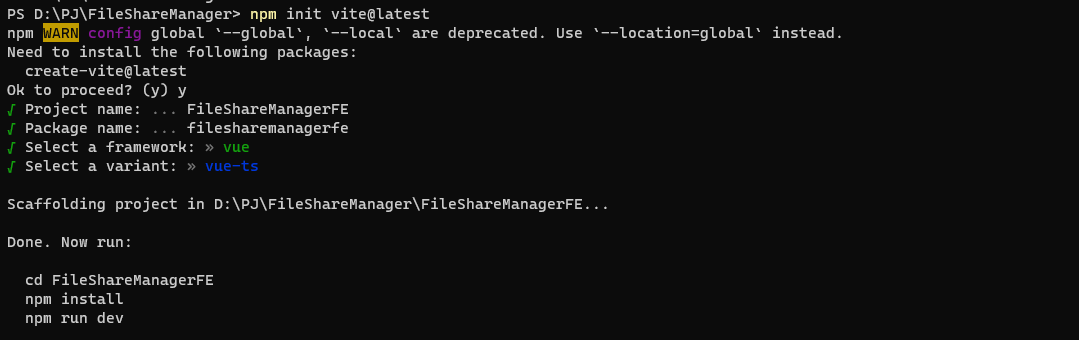 PS D:\PJ\FileShareManager> npm init vite@latest
npm WARN config global `--global`, `--local` are deprecated. Use `--location=global` instead.
Need to install the following packages:
  create-vite@latest
Ok to proceed? (y) y
√ Project name: ... FileShareManagerFE
√ Package name: ... filesharemanagerfe
√ Select a framework: » vue
√ Select a variant: » vue-ts
Scaffolding project in D:\PJ\FileShareManager\FileShareManagerFE...
Done. Now run:
  cd FileShareManagerFE
  npm install
  npm run dev